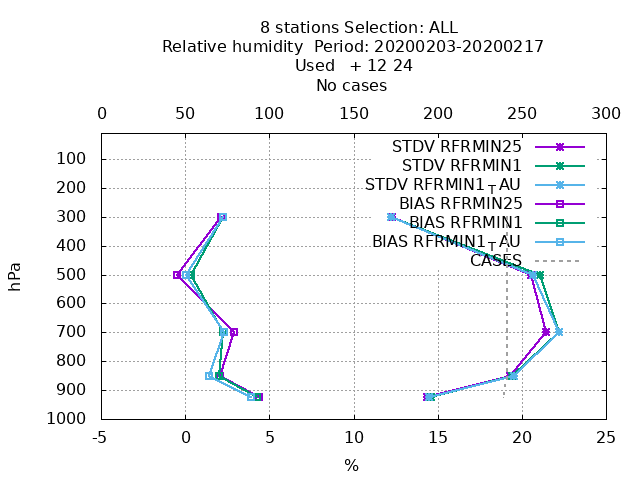 8 stations Selection: ALL
Relative humidity  Period: 20200203-20200217
Used   + 12 24
No cases
0 50 100 150 200 250 300
STDV RFRMIN25
STDV RFRMIN1
STDV RFRMIN1_TAU
BIAS RFRMIN25
BIAS RFRMIN1
BIAS RFRMIN1_TAU
CASES
hPa
100
200
300
400
500
600
700
800
900
1000
-5 0 5 10 15 20 25
%